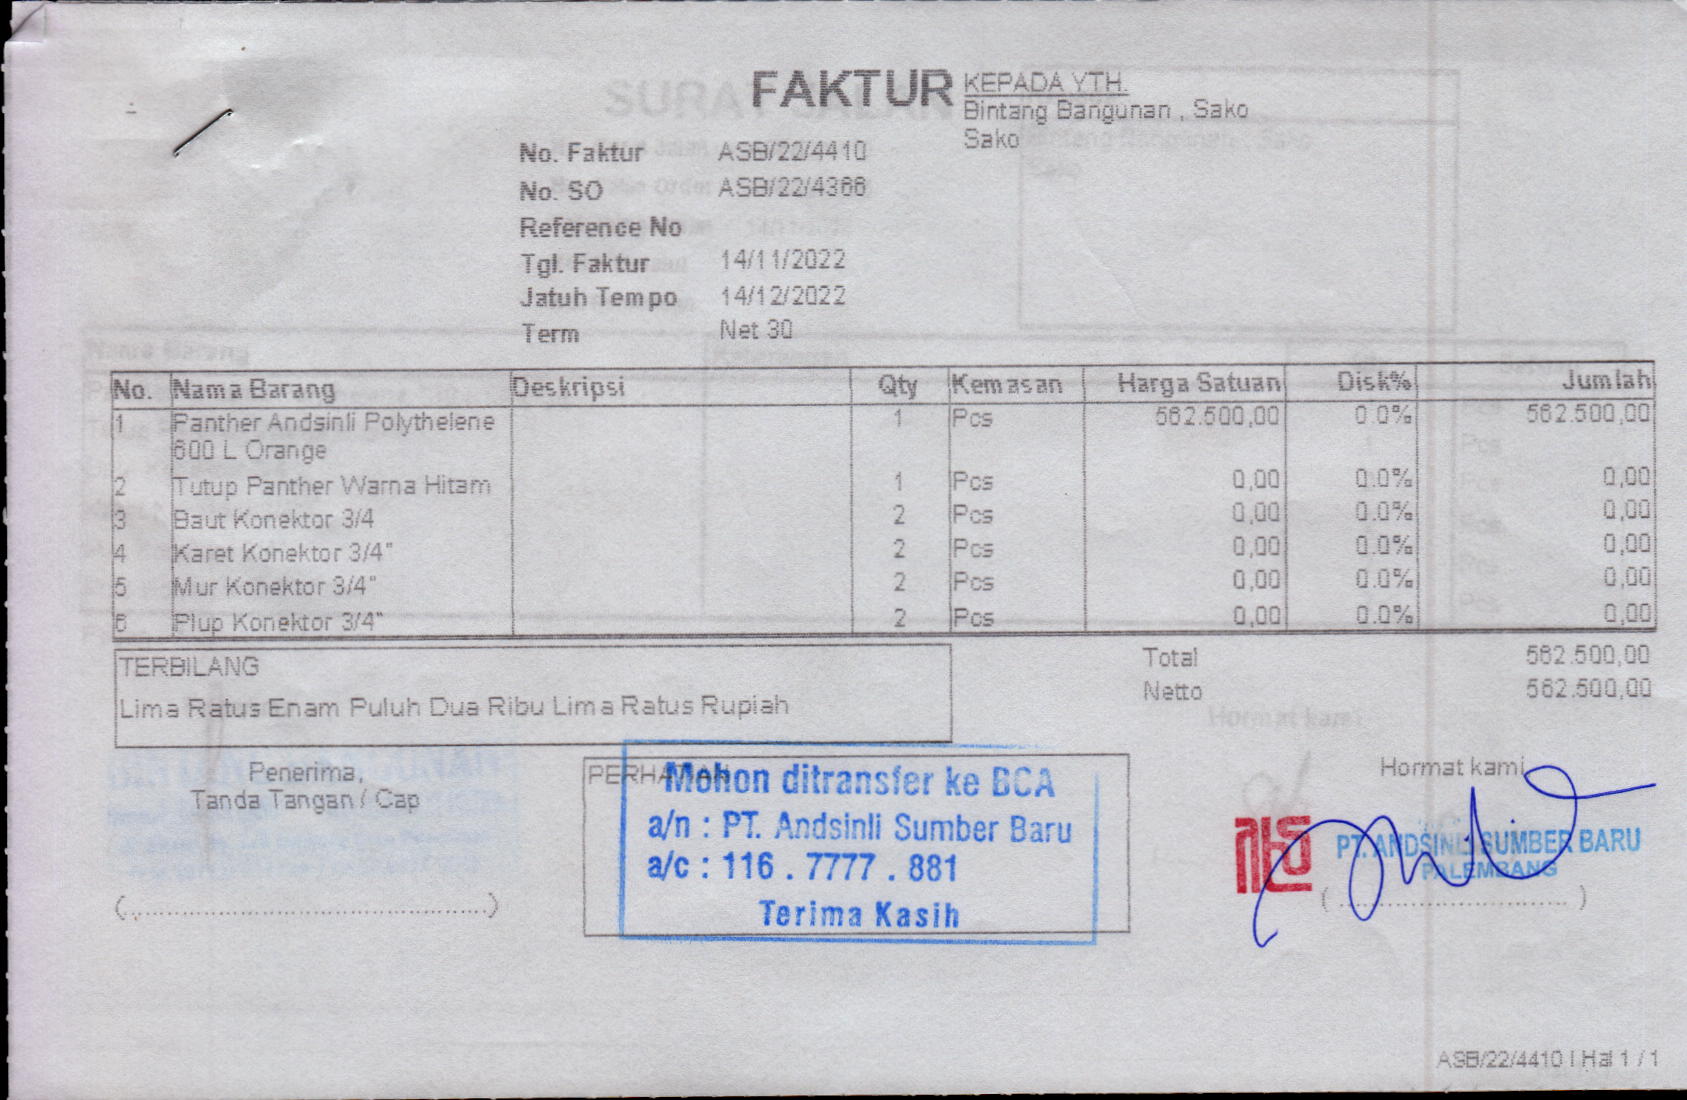 FAKTUR
KEPADA YTH.
Bintang Bangunan , Sako
Sako
No. Faktur ASB/22/4410
No. SO ASB/22/4366
Reference No
Tgl. Faktur 14/11/2022
Jatuh Tempo 14/12/2022
Term Net 30
No. Nama Barang Deskripsi Qty Kemasan Harga Satuan Disk% Jumlah
1 Panther Andsinli Polythelene 1 Pcs 562.500,00 0.0% 562.500,00
600 L Orange
2 Tutup Panther Warna Hitam 1 Pcs 0,00 0.0% 0,00
3 Baut Konektor 3/4 2 Pcs 0,00 0.0% 0,00
4 Karet Konektor 3/4" 2 Pcs 0,00 0.0% 0,00
5 Mur Konektor 3/4" 2 Pcs 0,00 0.0% 0,00
6 Plup Konektor 3/4" 2 Pcs 0,00 0.0% 0,00
TERBILANG
Lima Ratus Enam Puluh Dua Ribu Lima Ratus Rupiah
Total 562.500,00
Netto 562.500,00
Penerima,
Tanda Tangan / Cap
(..................................................)
PERHATIAN
Mohon ditransfer ke BCA
a/n : PT. Andsinli Sumber Baru
a/c : 116 . 7777 . 881
Terima Kasih
Hormat kami
PT. ANDSINLI SUMBER BARU
PALEMBANG
(..................................)
ASB/22/4410 | Hal 1 / 1